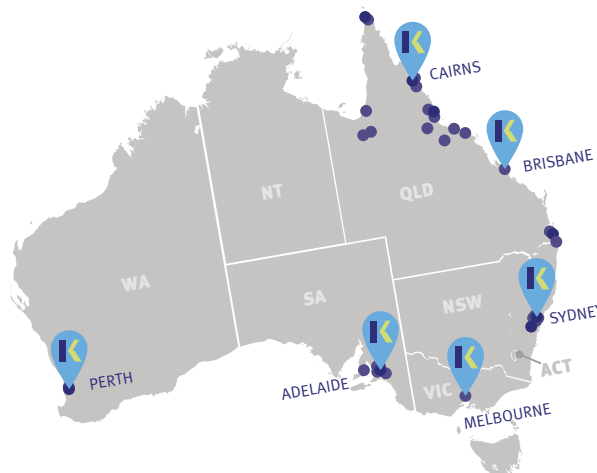 CAIRNS
BRISBANE
NT
QLD
WA
SA
NSW
SYDNEY
ACT
PERTH
ADELAIDE
VIC
MELBOURNE